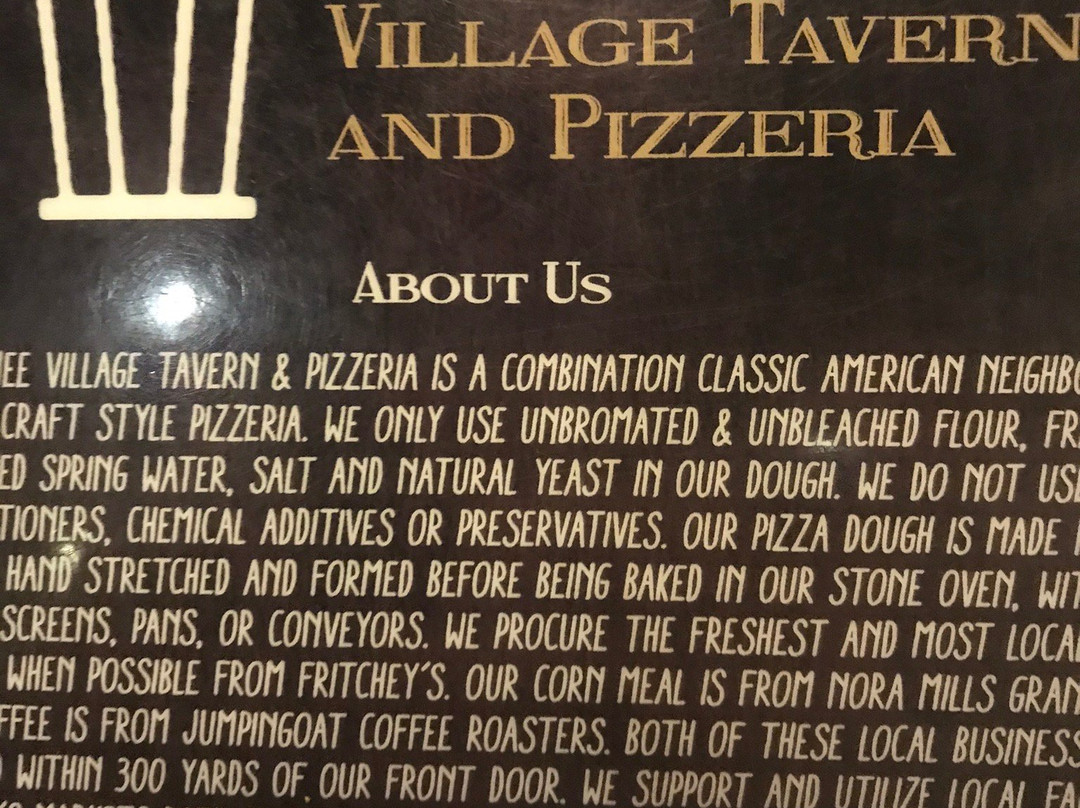 VILLAGE TAVERN
AND PIZZERIA
ABOUT US
VILLAGE TAVERN & PIZZERIA IS A COMBINATION CLASSIC AMERICAN
CRAFT STYLE PIZZERIA. WE ONLY USE UNBROMATED & UNBLEACHED FLOUR,
SPRING WATER, SALT AND NATURAL YEAST IN OUR DOUGH. WE DO NOT USE
CHEMICAL ADDITIVES OR PRESERVATIVES. OUR PIZZA DOUGH IS MADE
HAND STRETCHED AND FORMED BEFORE BEING BAKED IN OUR STONE OVEN,
SCREENS, PANS, OR CONVEYORS. WE PROCURE THE FRESHEST AND MOST
WHEN POSSIBLE FROM FRITCHEY'S. OUR CORN MEAL IS FROM NORA MILLS
IS FROM JUMPINGOAT COFFEE ROASTERS. BOTH OF THESE LOCAL
WITHIN 300 YARDS OF OUR FRONT DOOR. WE SUPPORT AND UTILIZE LOCAL